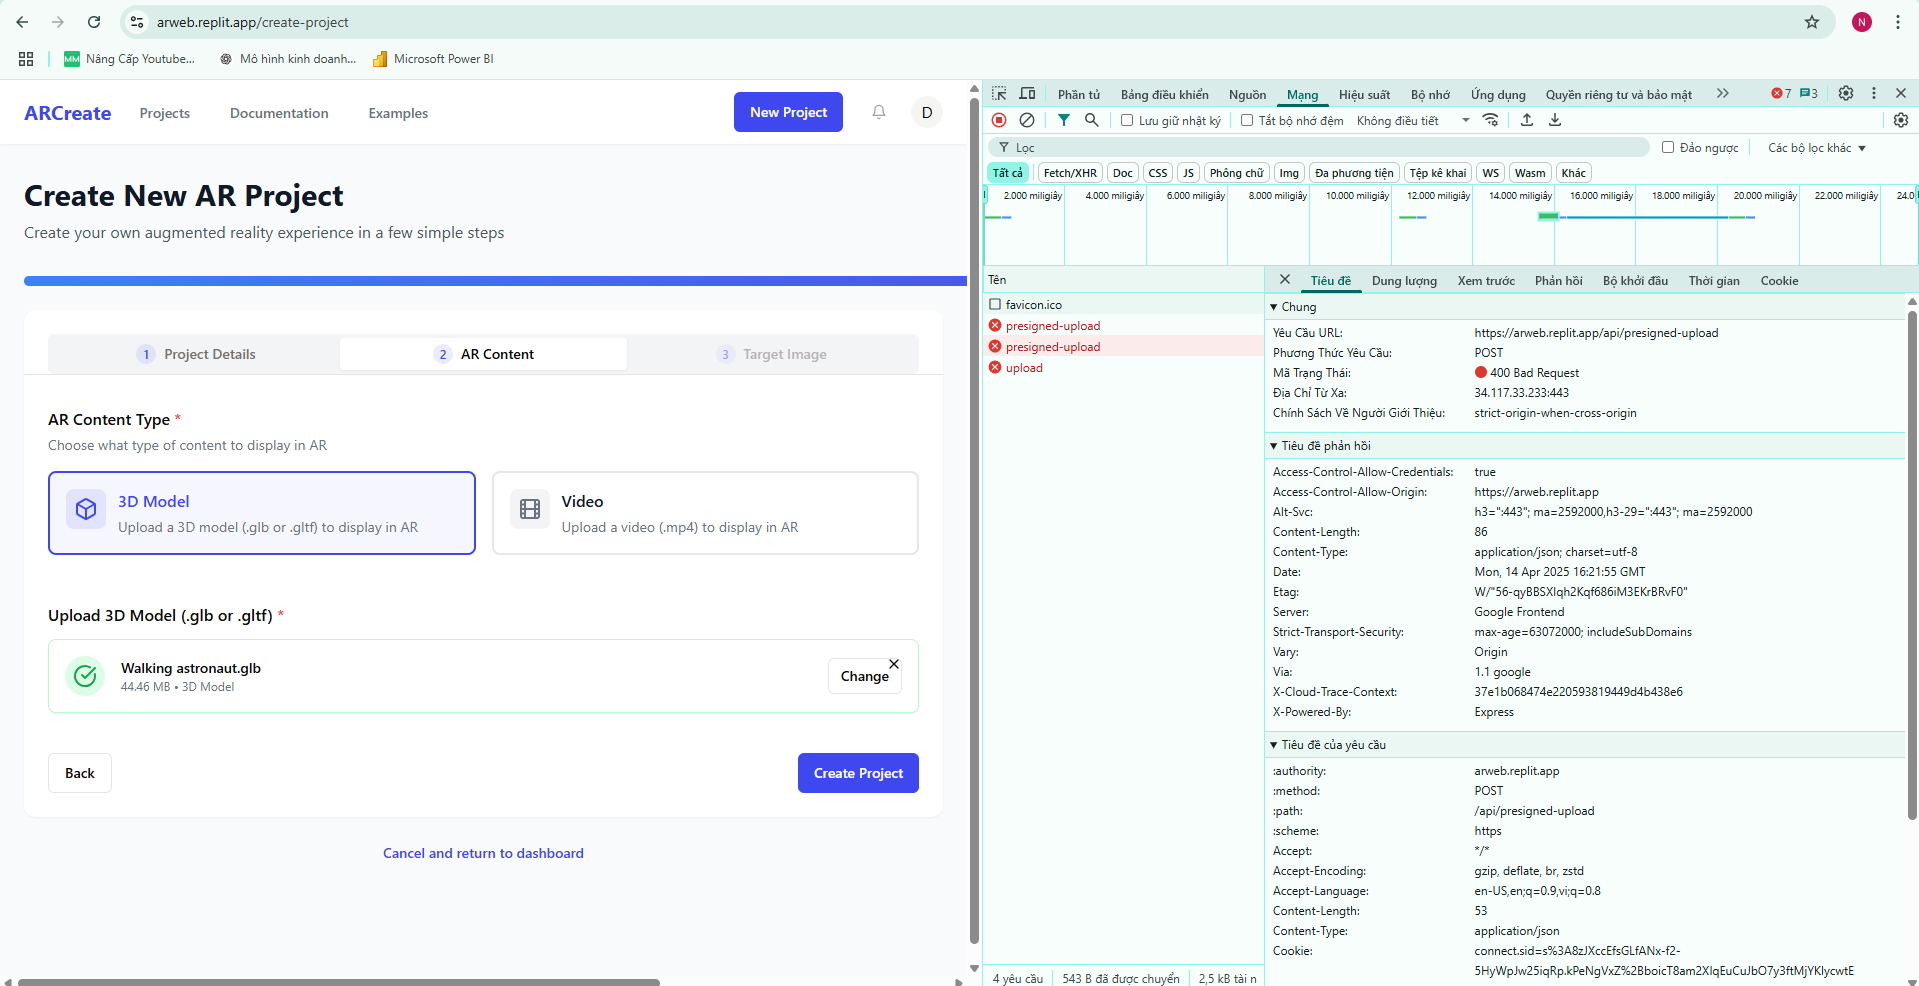 arweb.replit.app/create-project
N
MM Nâng Cấp Youtube...
Mô hình kinh doanh...
Microsoft Power BI
ARCreate Projects Documentation Examples New Project D
Create New AR Project
Create your own augmented reality experience in a few simple steps
1 Project Details 2 AR Content 3 Target Image
AR Content Type *
Choose what type of content to display in AR
3D Model
Upload a 3D model (.glb or .gltf) to display in AR
Video
Upload a video (.mp4) to display in AR
Upload 3D Model (.glb or .gltf) *
Walking astronaut.glb
44.46 MB • 3D Model
Change
Back Create Project
Cancel and return to dashboard
Phần tử Bảng điều khiển Nguồn Mạng Hiệu suất Bộ nhớ Ứng dụng Quyền riêng tư và bảo mật 7 3
Lưu giữ nhật ký Tắt bộ nhớ đệm Không điều tiết
Lọc Đảo ngược Các bộ lọc khác
Tất cả Fetch/XHR Doc CSS JS Phông chữ Img Đa phương tiện Tệp kê khai WS Wasm Khác
2.000 miligiây 4.000 miligiây 6.000 miligiây 8.000 miligiây 10.000 miligiây 12.000 miligiây 14.000 miligiây 16.000 miligiây 18.000 miligiây 20.000 miligiây 22.000 miligiây 24.0
Tên
favicon.ico
presigned-upload
presigned-upload
upload
4 yêu cầu 543 B đã được chuyển 2,5 kB tài n
Tiêu đề Dung lượng Xem trước Phản hồi Bộ khởi đầu Thời gian Cookie
Chung
Yêu Cầu URL: https://arweb.replit.app/api/presigned-upload
Phương Thức Yêu Cầu: POST
Mã Trạng Thái: 400 Bad Request
Địa Chỉ Từ Xa: 34.117.33.233:443
Chính Sách Về Người Giới Thiệu: strict-origin-when-cross-origin
Tiêu đề phản hồi
Access-Control-Allow-Credentials: true
Access-Control-Allow-Origin: https://arweb.replit.app
Alt-Svc: h3=":443"; ma=2592000,h3-29=":443"; ma=2592000
Content-Length: 86
Content-Type: application/json; charset=utf-8
Date: Mon, 14 Apr 2025 16:21:55 GMT
Etag: W/"56-qyBBSXlqh2Kqf686iM3EKrBRvF0"
Server: Google Frontend
Strict-Transport-Security: max-age=63072000; includeSubDomains
Vary: Origin
Via: 1.1 google
X-Cloud-Trace-Context: 37e1b068474e220593819449d4b438e6
X-Powered-By: Express
Tiêu đề của yêu cầu
:authority: arweb.replit.app
:method: POST
:path: /api/presigned-upload
:scheme: https
Accept: */*
Accept-Encoding: gzip, deflate, br, zstd
Accept-Language: en-US,en;q=0.9,vi;q=0.8
Content-Length: 53
Content-Type: application/json
Cookie: connect.sid=s%3A8zJXccEfsGLfANx-f2-
5HyWpJw25iqRp.kPeNgVxZ%2BboicT8am2XIqEuCuJbO7y3ftMjYKlycwtE